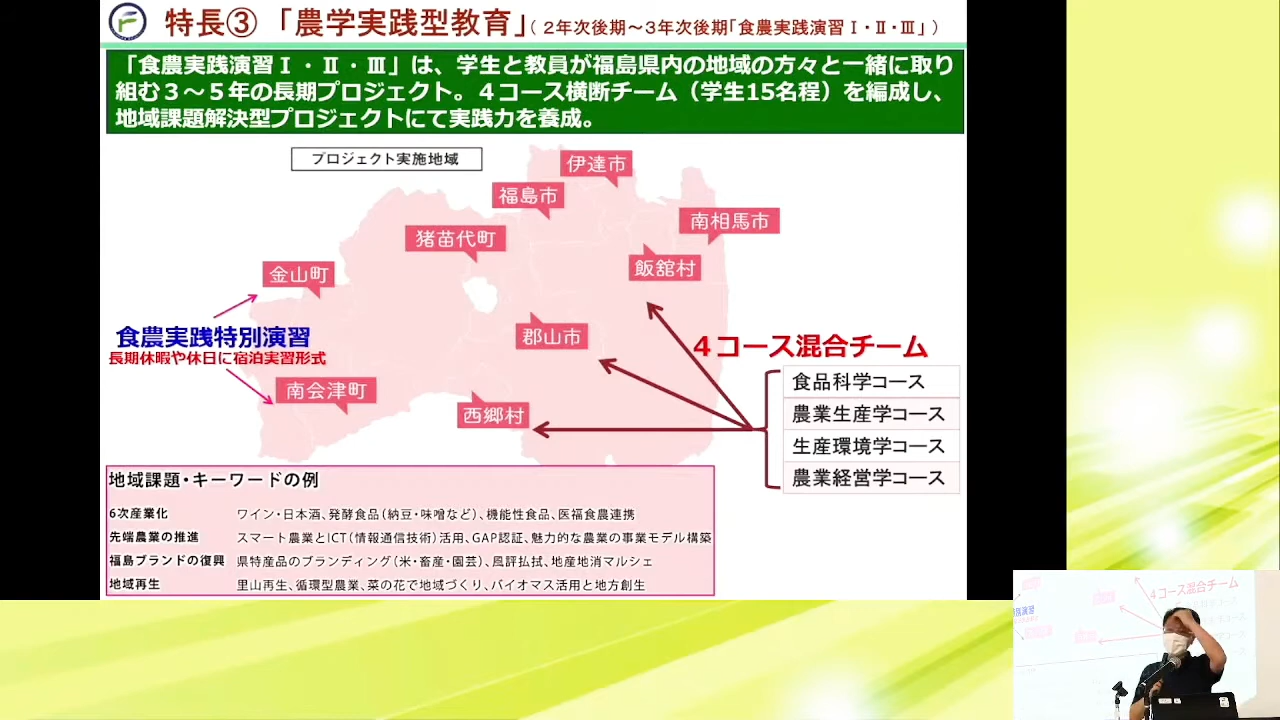 特長③ 「農学実践型教育」（ 2年次後期～3年次後期「食農実践演習Ⅰ・Ⅱ・Ⅲ」 ）
「食農実践演習Ⅰ・Ⅱ・Ⅲ」は、学生と教員が福島県内の地域の方々と一緒に取り
組む３～５年の長期プロジェクト。４コース横断チーム（学生15名程）を編成し、
地域課題解決型プロジェクトにて実践力を養成。
プロジェクト実施地域
伊達市
福島市
南相馬市
猪苗代町
飯舘村
金山町
食農実践特別演習
長期休暇や休日に宿泊実習形式
郡山市
４コース混合チーム
南会津町
西郷村
食品科学コース
農業生産学コース
生産環境学コース
農業経営学コース
地域課題・キーワードの例
6次産業化 ワイン・日本酒、発酵食品（納豆・味噌など）、機能性食品、医福食農連携
先端農業の推進 スマート農業とICT（情報通信技術）活用、GAP認証、魅力的な農業の事業モデル構築
福島ブランドの復興 県特産品のブランディング（米・畜産・園芸）、風評払拭、地産地消マルシェ
地域再生 里山再生、循環型農業、菜の花で地域づくり、バイオマス活用と地方創生
４コース混合チーム